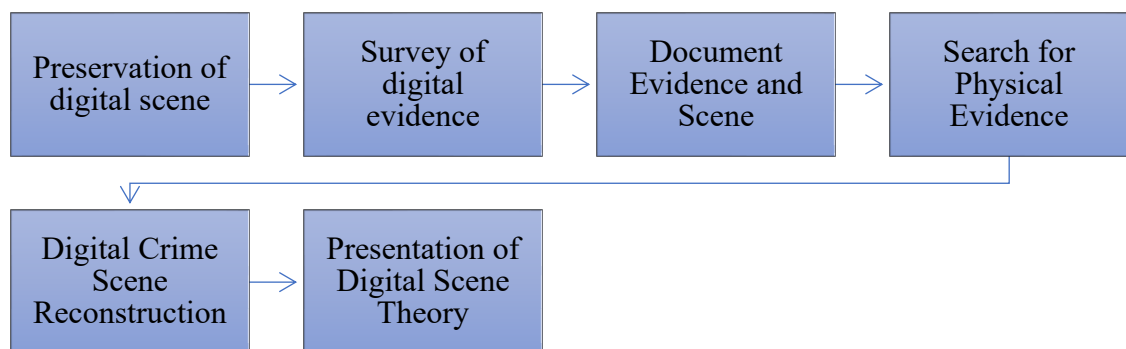 Preservation of
digital scene
Survey of
digital
evidence
Document
Evidence and
Scene
Search for
Physical
Evidence
Digital Crime
Scene
Reconstruction
Presentation of
Digital Scene
Theory